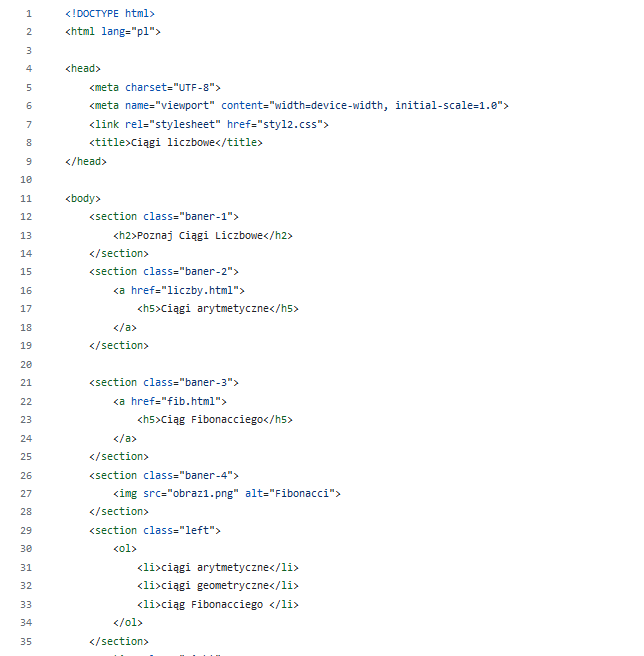 1 <!DOCTYPE html>
2 <html lang="pl">
3
4 <head>
5 <meta charset="UTF-8">
6 <meta name="viewport" content="width=device-width, initial-scale=1.0">
7 <link rel="stylesheet" href="styl2.css">
8 <title>Ciągi liczbowe</title>
9 </head>
10
11 <body>
12 <section class="baner-1">
13 <h2>Poznaj Ciągi Liczbowe</h2>
14 </section>
15 <section class="baner-2">
16 <a href="liczby.html">
17 <h5>Ciągi arytmetyczne</h5>
18 </a>
19 </section>
20
21 <section class="baner-3">
22 <a href="fib.html">
23 <h5>Ciąg Fibonacciego</h5>
24 </a>
25 </section>
26 <section class="baner-4">
27 <img src="obraz1.png" alt="Fibonacci">
28 </section>
29 <section class="left">
30 <ol>
31 <li>ciągi arytmetyczne</li>
32 <li>ciągi geometryczne</li>
33 <li>ciąg Fibonacciego </li>
34 </ol>
35 </section>